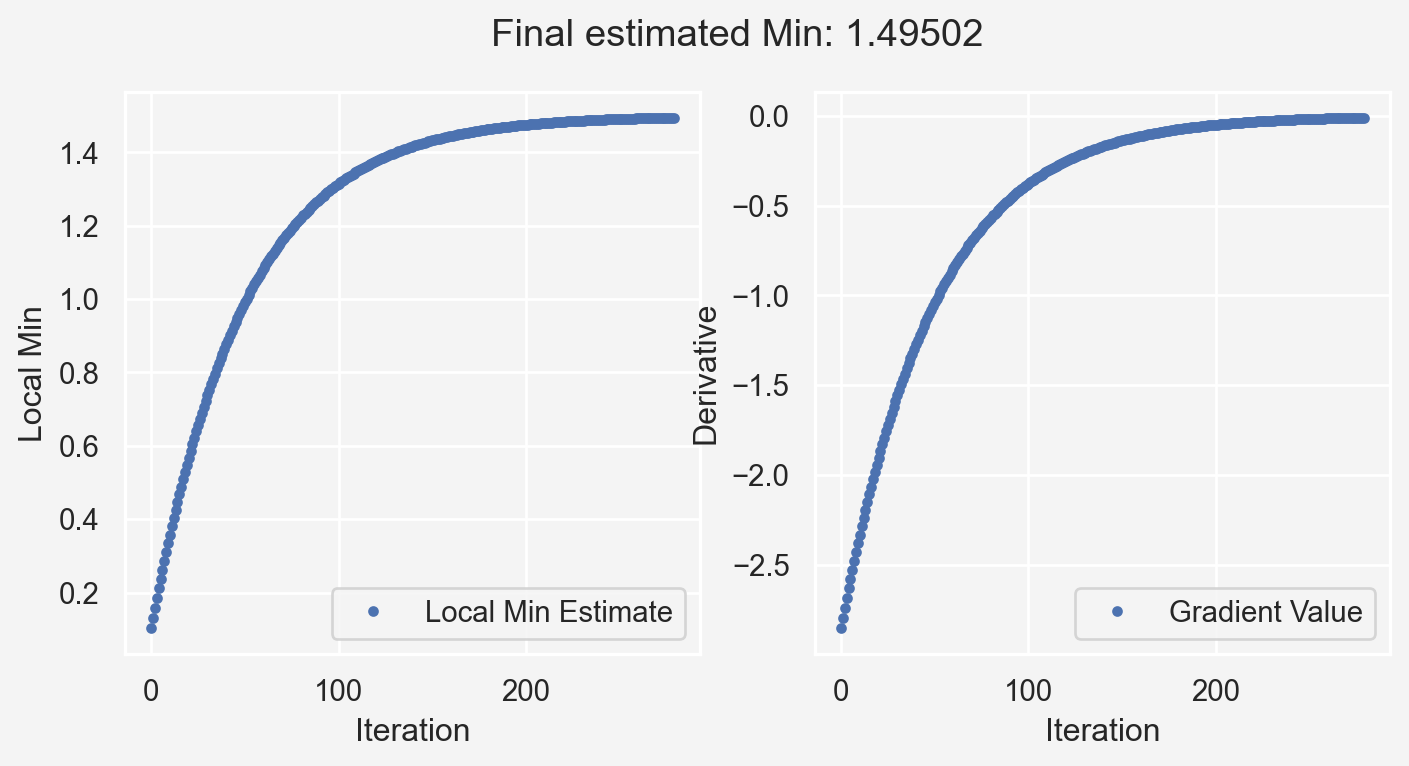 Final estimated Min: 1.49502
1.4
1.2
1.0
0.8
0.6
0.4
0.2
Local Min
Local Min Estimate
0 100 200
Iteration
0.0
−0.5
−1.0
−1.5
−2.0
−2.5
Derivative
Gradient Value
0 100 200
Iteration